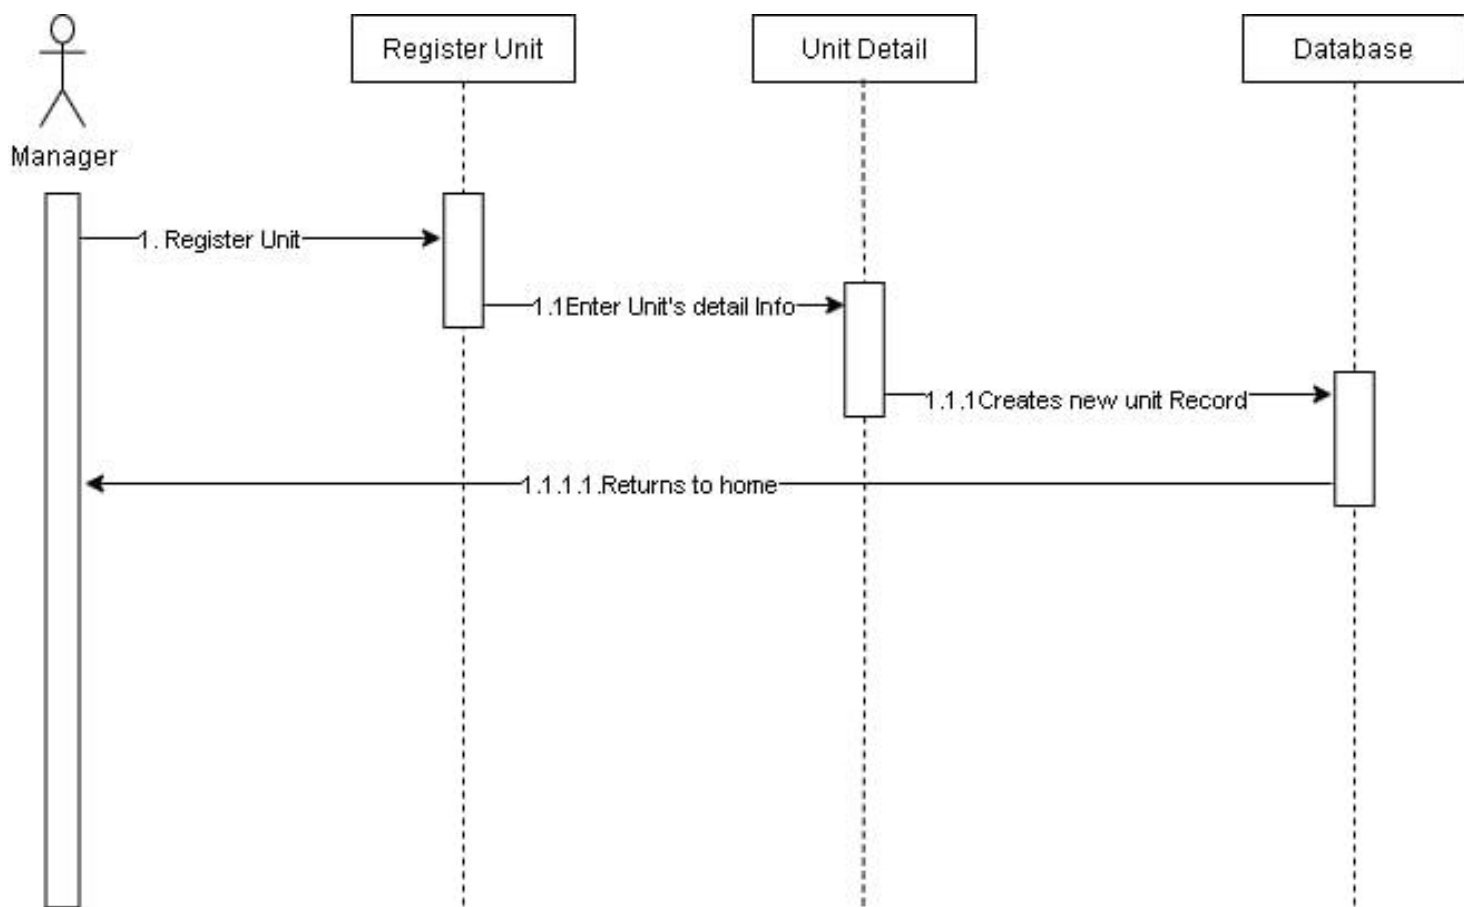 Register Unit
Unit Detail
Database
Manager
1. Register Unit
1.1Enter Unit's detail Info
1.1.1Creates new unit Record
1.1.1.1.Returns to home